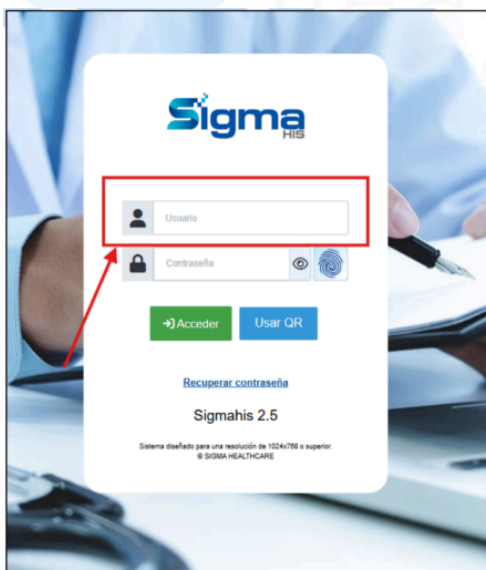 Sigma
HIS
Usuario
Contraseña
Acceder
Usar QR
Recuperar contraseña
Sigmahis 2.5
Sistema diseñado para una resolución de 1024x768 o superior.
© SIGMA HEALTHCARE